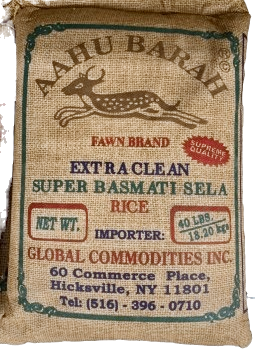 AAHU BARAH
®
FAWN BRAND
SUPREME QUALITY
EXTRA CLEAN
SUPER BASMATI SELA
RICE
NET WT.
40 LBS.
18.20 kgs
IMPORTER:
GLOBAL COMMODITIES INC.
60 Commerce Place,
Hicksville, NY 11801
Tel: (516) - 396 - 0710